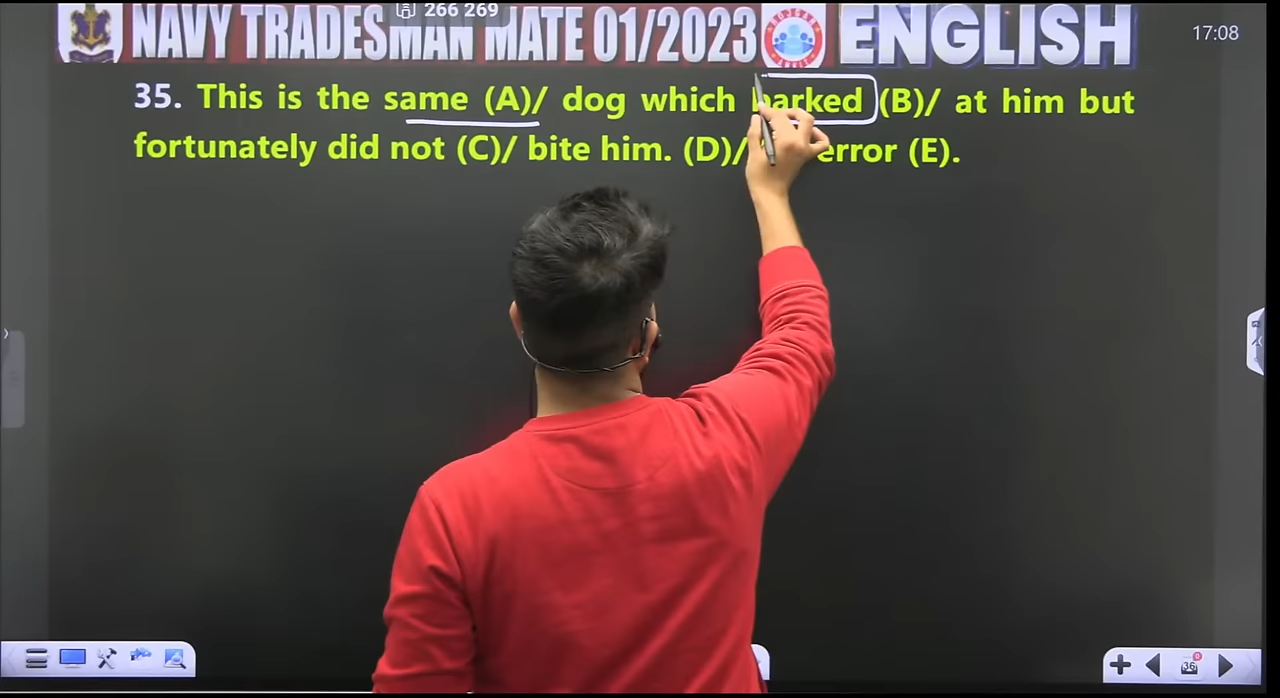 266 269
NAVY TRADESMAN MATE 01/2023 ENGLISH
17:08
35. This is the same (A)/ dog which barked (B)/ at him but
fortunately did not (C)/ bite him. (D)/ error (E).
36